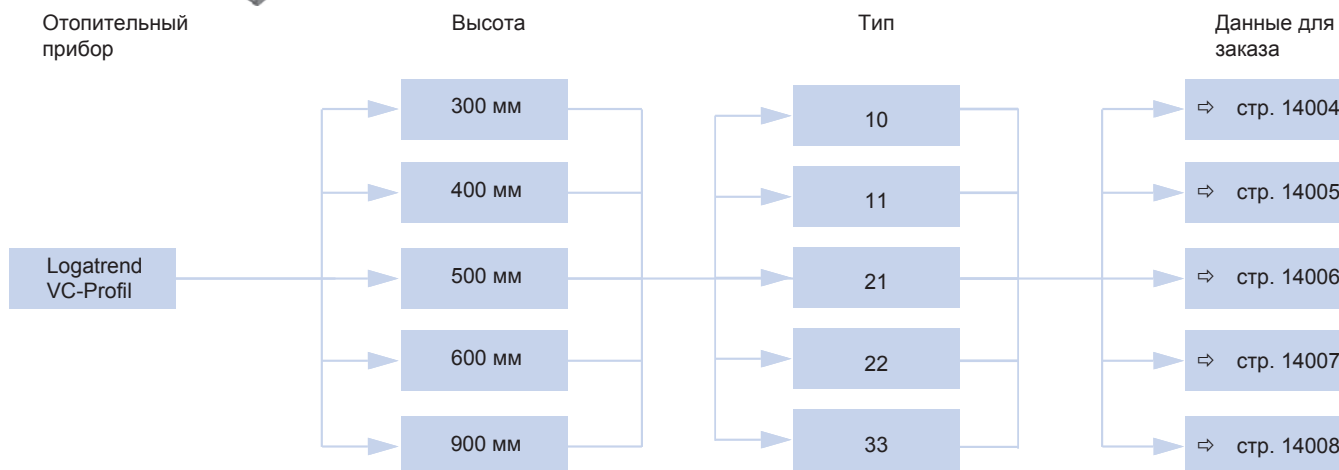 Отопительный
прибор
Высота
Тип
Данные для
заказа
300 мм
10
⇨ стр. 14004
400 мм
11
⇨ стр. 14005
Logatrend
VC-Profil
500 мм
21
⇨ стр. 14006
600 мм
22
⇨ стр. 14007
900 мм
33
⇨ стр. 14008